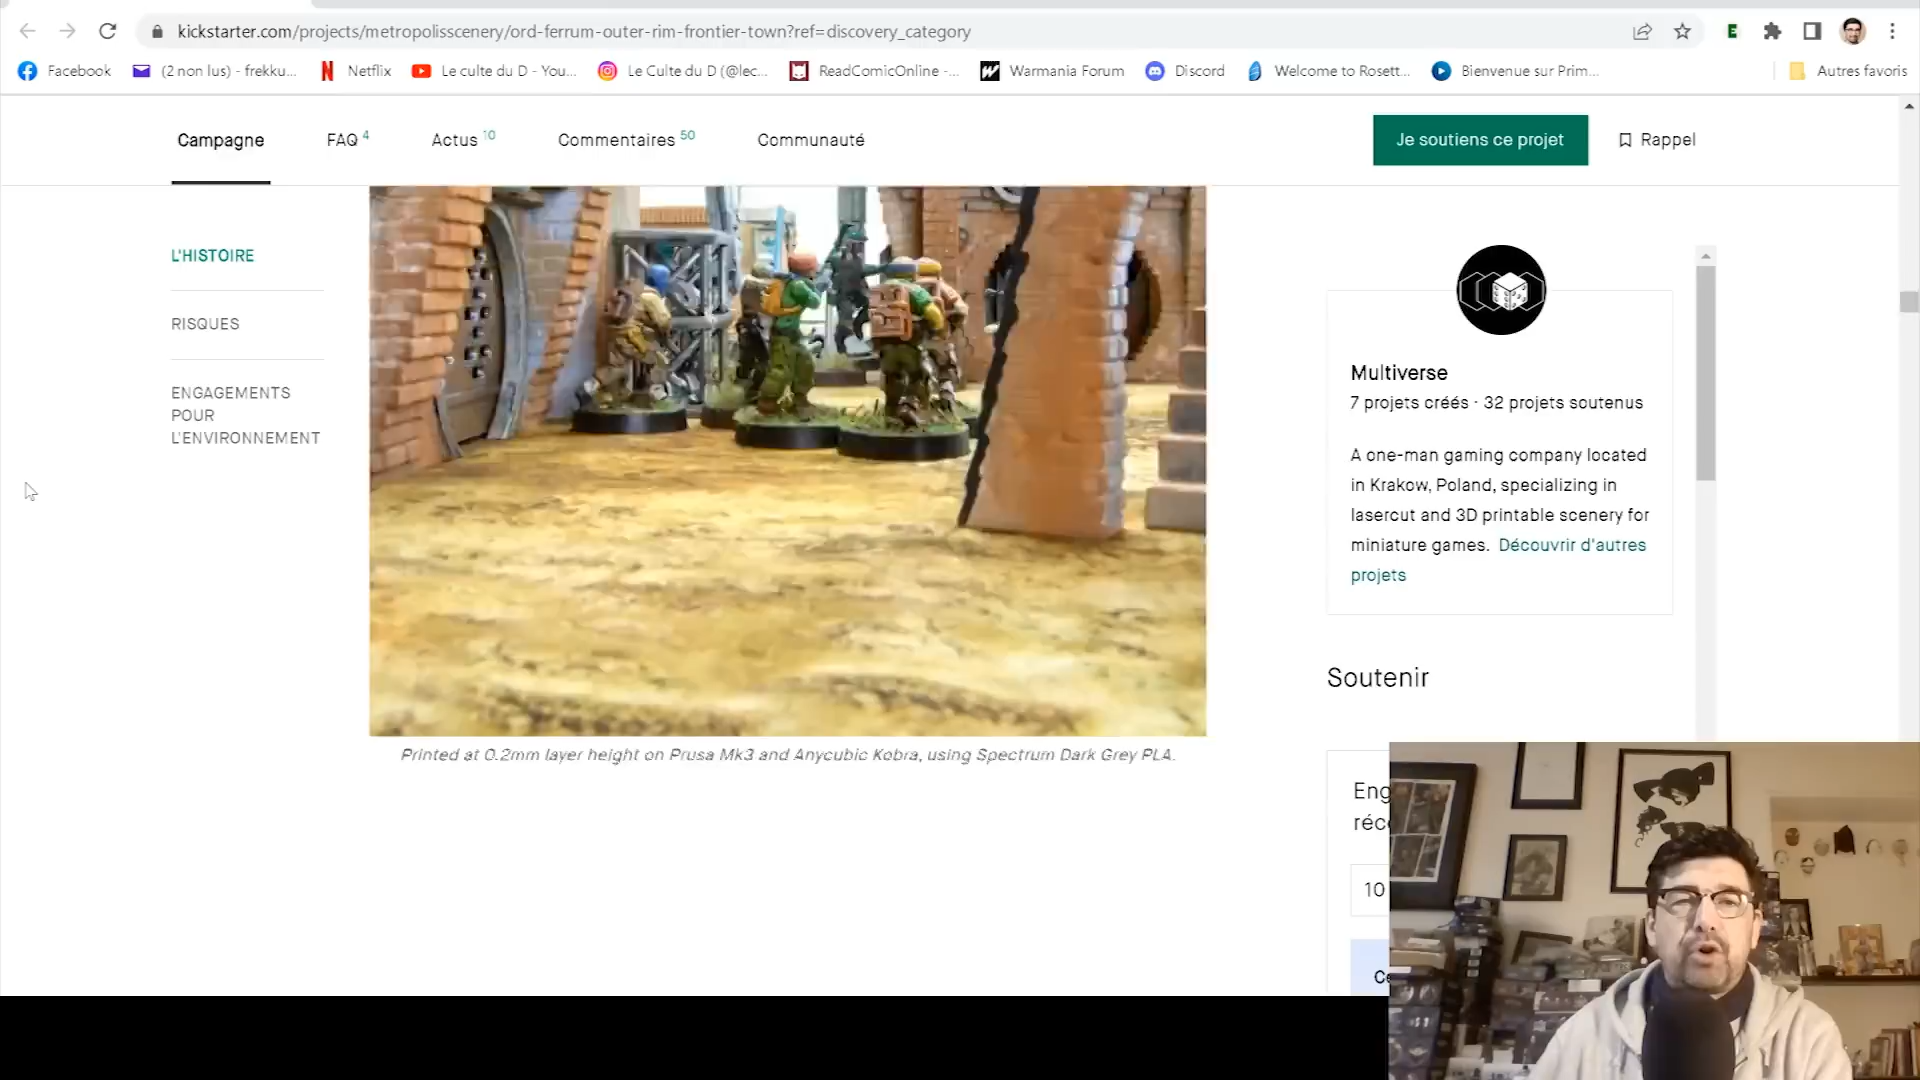 kickstarter.com/projects/metropolisscenery/ord-ferrum-outer-rim-frontier-town?ref=discovery_category
Facebook
(2 non lus) - frekku...
Netflix
Le culte du D - You...
Le Culte du D (@lec...
ReadComicOnline -...
Warmania Forum
Discord
Welcome to Rosett...
Bienvenue sur Prim...
Autres favoris
Campagne
FAQ 4
Actus 10
Commentaires 50
Communauté
Je soutiens ce projet
Rappel
L'HISTOIRE
RISQUES
ENGAGEMENTS
POUR
L'ENVIRONNEMENT
Printed at 0.2mm layer height on Prusa Mk3 and Anycubic Kobra, using Spectrum Dark Grey PLA.
Multiverse
7 projets créés · 32 projets soutenus
A one-man gaming company located
in Krakow, Poland, specializing in
lasercut and 3D printable scenery for
miniature games. Découvrir d'autres
projets
Soutenir
Eng
réc
10